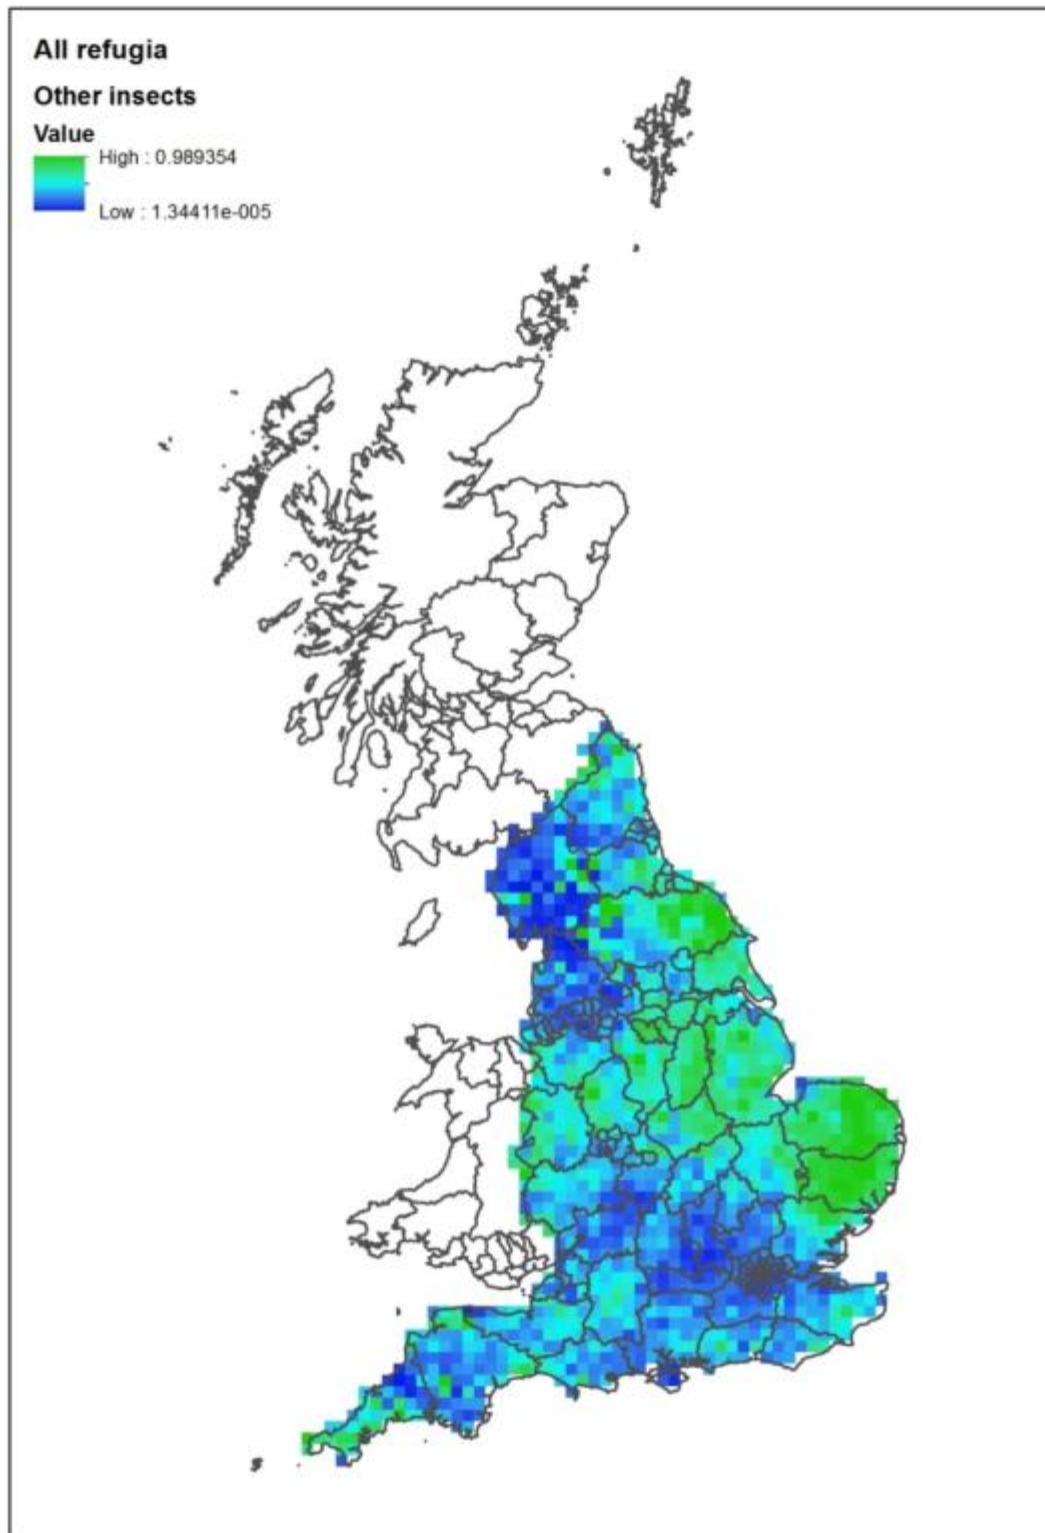 All refugia
Other insects
Value
High : 0.989354
Low : 1.34411e-005